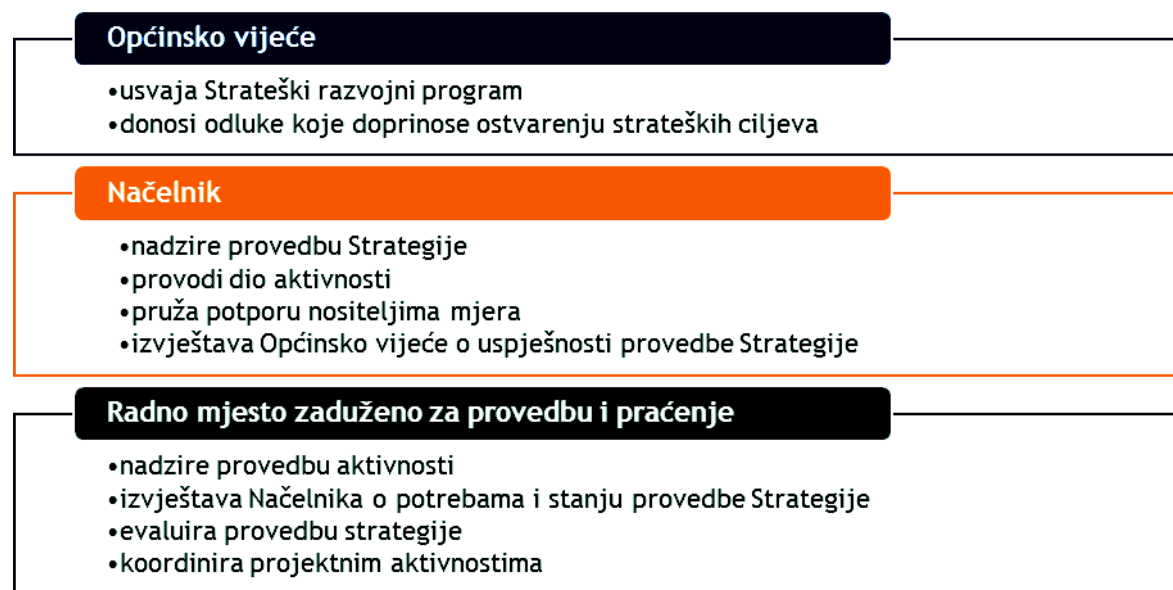 Općinsko vijeće
•usvaja Strateški razvojni program
•donosi odluke koje doprinose ostvarenju strateških ciljeva
Načelnik
•nadzire provedbu Strategije
•provodi dio aktivnosti
•pruža potporu nositeljima mjera
•izvještava Općinsko vijeće o uspješnosti provedbe Strategije
Radno mjesto zaduženo za provedbu i praćenje
•nadzire provedbu aktivnosti
•izvještava Načelnika o potrebama i stanju provedbe Strategije
•evaluira provedbu strategije
•koordinira projektnim aktivnostima